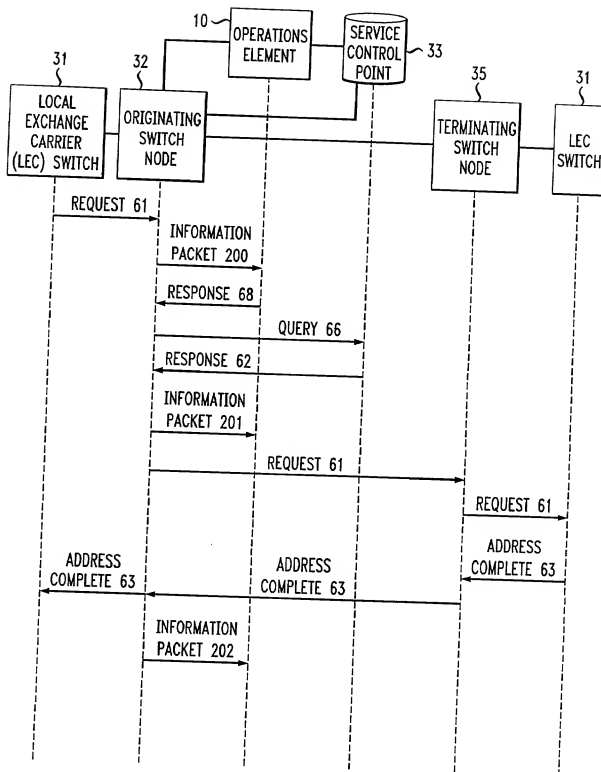 10
OPERATIONS
ELEMENT
SERVICE
CONTROL
POINT
33
31
LOCAL
EXCHANGE
CARRIER
(LEC) SWITCH
32
ORIGINATING
SWITCH
NODE
35
TERMINATING
SWITCH
NODE
31
LEC
SWITCH
REQUEST 61
INFORMATION
PACKET 200
RESPONSE 68
QUERY 66
RESPONSE 62
INFORMATION
PACKET 201
REQUEST 61
REQUEST 61
ADDRESS
COMPLETE 63
ADDRESS
COMPLETE 63
ADDRESS
COMPLETE 63
INFORMATION
PACKET 202